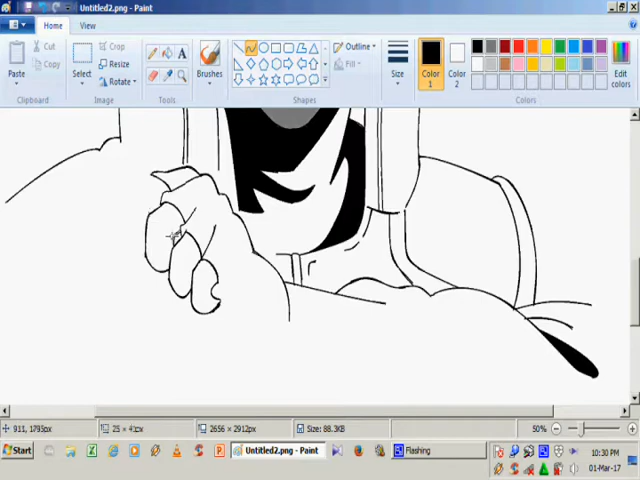 Untitled2.png - Paint
Home View
Cut
Copy
Paste
Clipboard
Select
Crop
Resize
Rotate
Image
A
Tools
Brushes
Outline
Fill
Shapes
Size
Color 1
Color 2
Colors
Edit colors
911, 1795px
2656 x 2912px
Size: 88.3KB
50%
Start
Untitled2.png - Paint
Flashing
10:30 PM
01-Mar-17